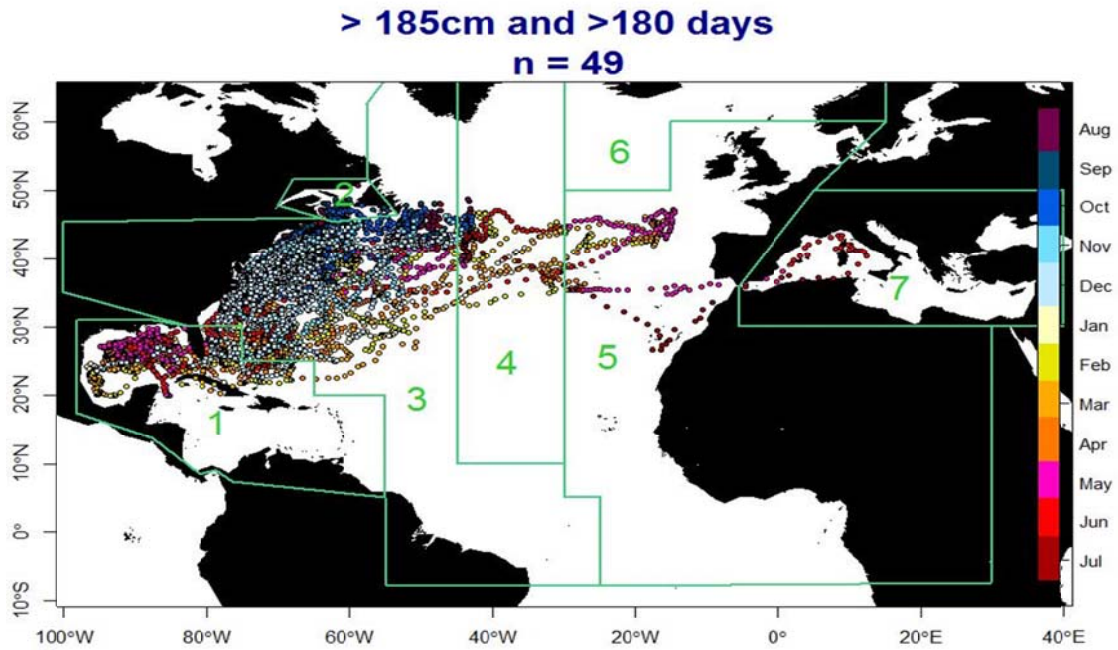 > 185cm and >180 days
n = 49
60°N
50°N
40°N
30°N
20°N
10°N
0°
10°S
100°W
80°W
60°W
40°W
20°W
0°
20°E
40°E
1
2
3
4
5
6
7
Aug
Sep
Oct
Nov
Dec
Jan
Feb
Mar
Apr
May
Jun
Jul